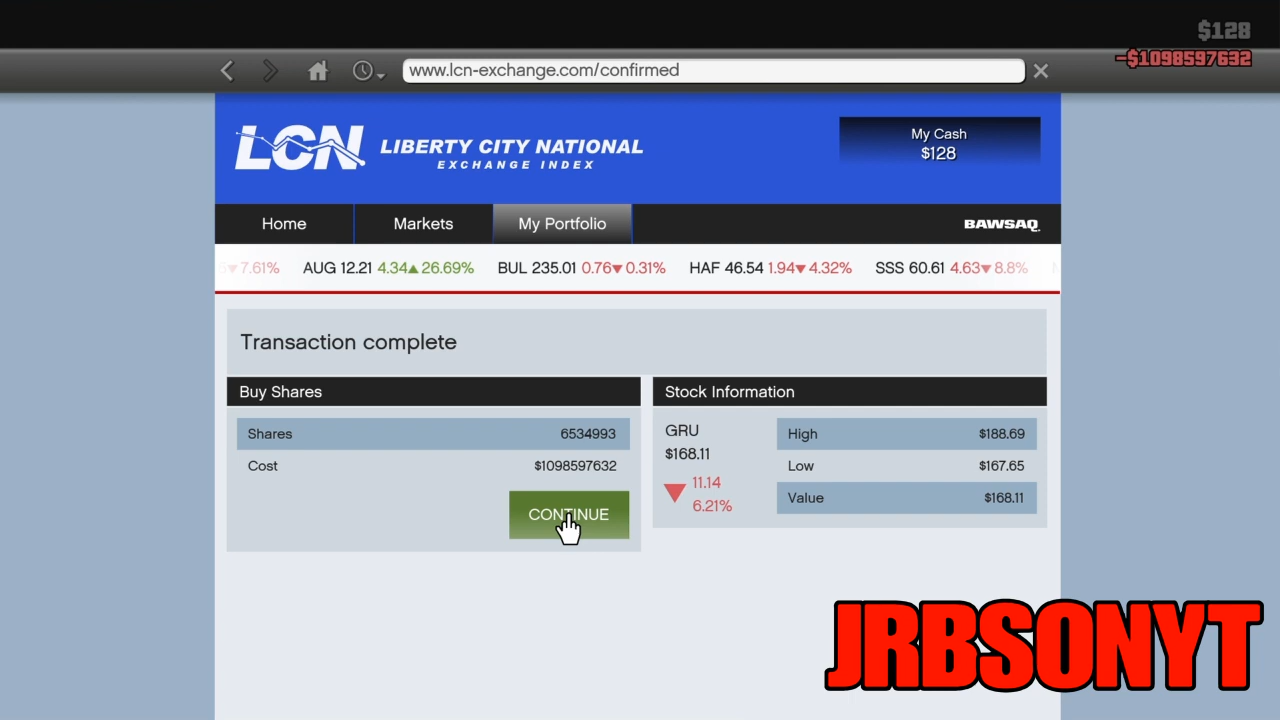 $128
-$1098597632
www.lcn-exchange.com/confirmed
LCN LIBERTY CITY NATIONAL
EXCHANGE INDEX
My Cash
$128
Home Markets My Portfolio BAWSAQ
7.61% AUG 12.21 4.34▲26.69% BUL 235.01 0.76▼0.31% HAF 46.54 1.94▼4.32% SSS 60.61 4.63▼8.8%
Transaction complete
Buy Shares
Shares 6534993
Cost $1098597632
CONTINUE
Stock Information
GRU
$168.11
11.14
6.21%
High $188.69
Low $167.65
Value $168.11
JRBSONYT